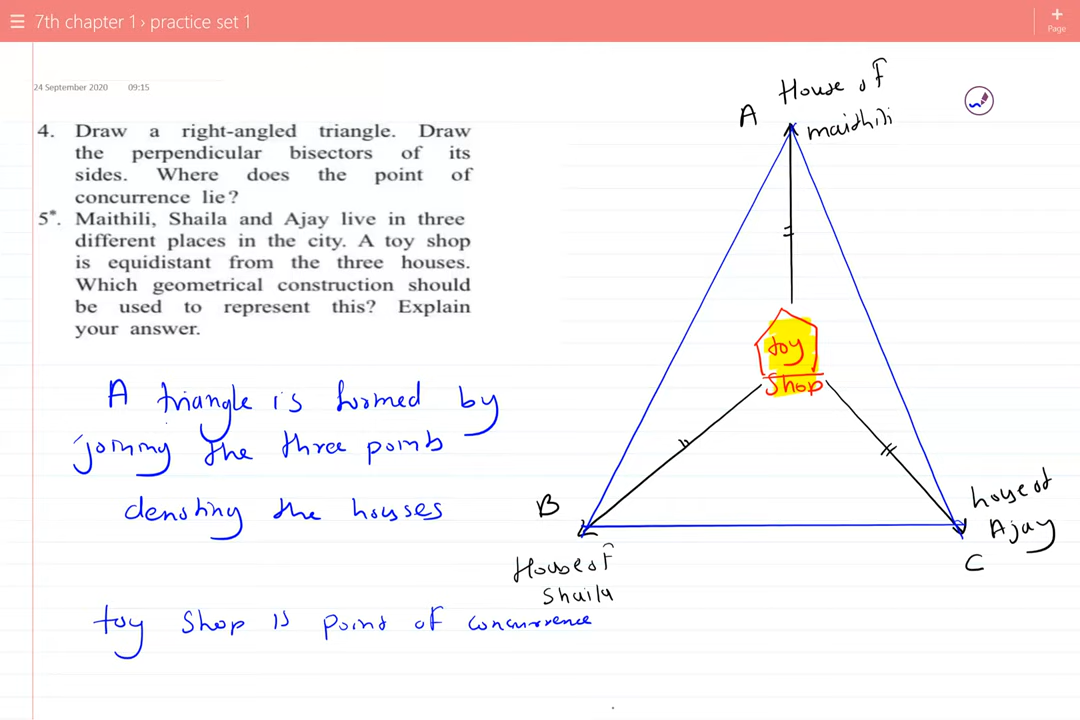 7th chapter 1 › practice set 1
+
Page
24 September 2020 09:15
4. Draw a right-angled triangle. Draw
the perpendicular bisectors of its
sides. Where does the point of
concurrence lie?
5*. Maithili, Shaila and Ajay live in three
different places in the city. A toy shop
is equidistant from the three houses.
Which geometrical construction should
be used to represent this? Explain
your answer.
A triangle is formed by
joining the three points
denoting the houses
toy shop is point of concurrence
A House of
maithili
toy
shop
B
House of
Shaila
house of
Ajay
C